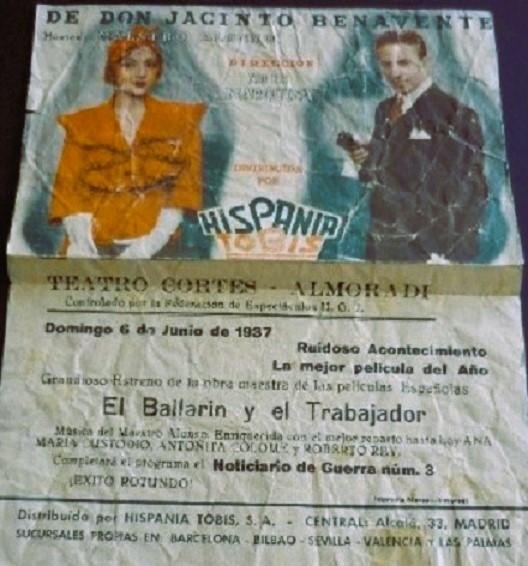 DE DON JACINTO BENAVENTE
MAESTRO
DIRECCION
DISTRIBUIDA
POR
HISPANIA
TOBIS
TEATRO CORTES - ALMORADI
Controlado por la Federación de Espectáculos U. G. T.
Domingo 6 de Junio de 1937
Ruidoso Acontecimiento
La mejor película del Año
Grandioso Estreno de la obra maestra de las películas Españolas
El Bailarin y el Trabajador
Música del Maestro Alonso. Enriquecida con el mejor reparto hasta hoy ANA
MARIA CUSTODIO, ANTOÑITA COLOMÉ y ROBERTO REY.
Completará el programa el Noticiario de Guerra núm. 3
¡EXITO ROTUNDO!
Distribuída por HISPANIA TOBIS, S. A. - CENTRAL: Alcalá, 33, MADRID
SUCURSALES PROPIAS EN: BARCELONA - BILBAO - SEVILLA - VALENCIA y LAS PALMAS